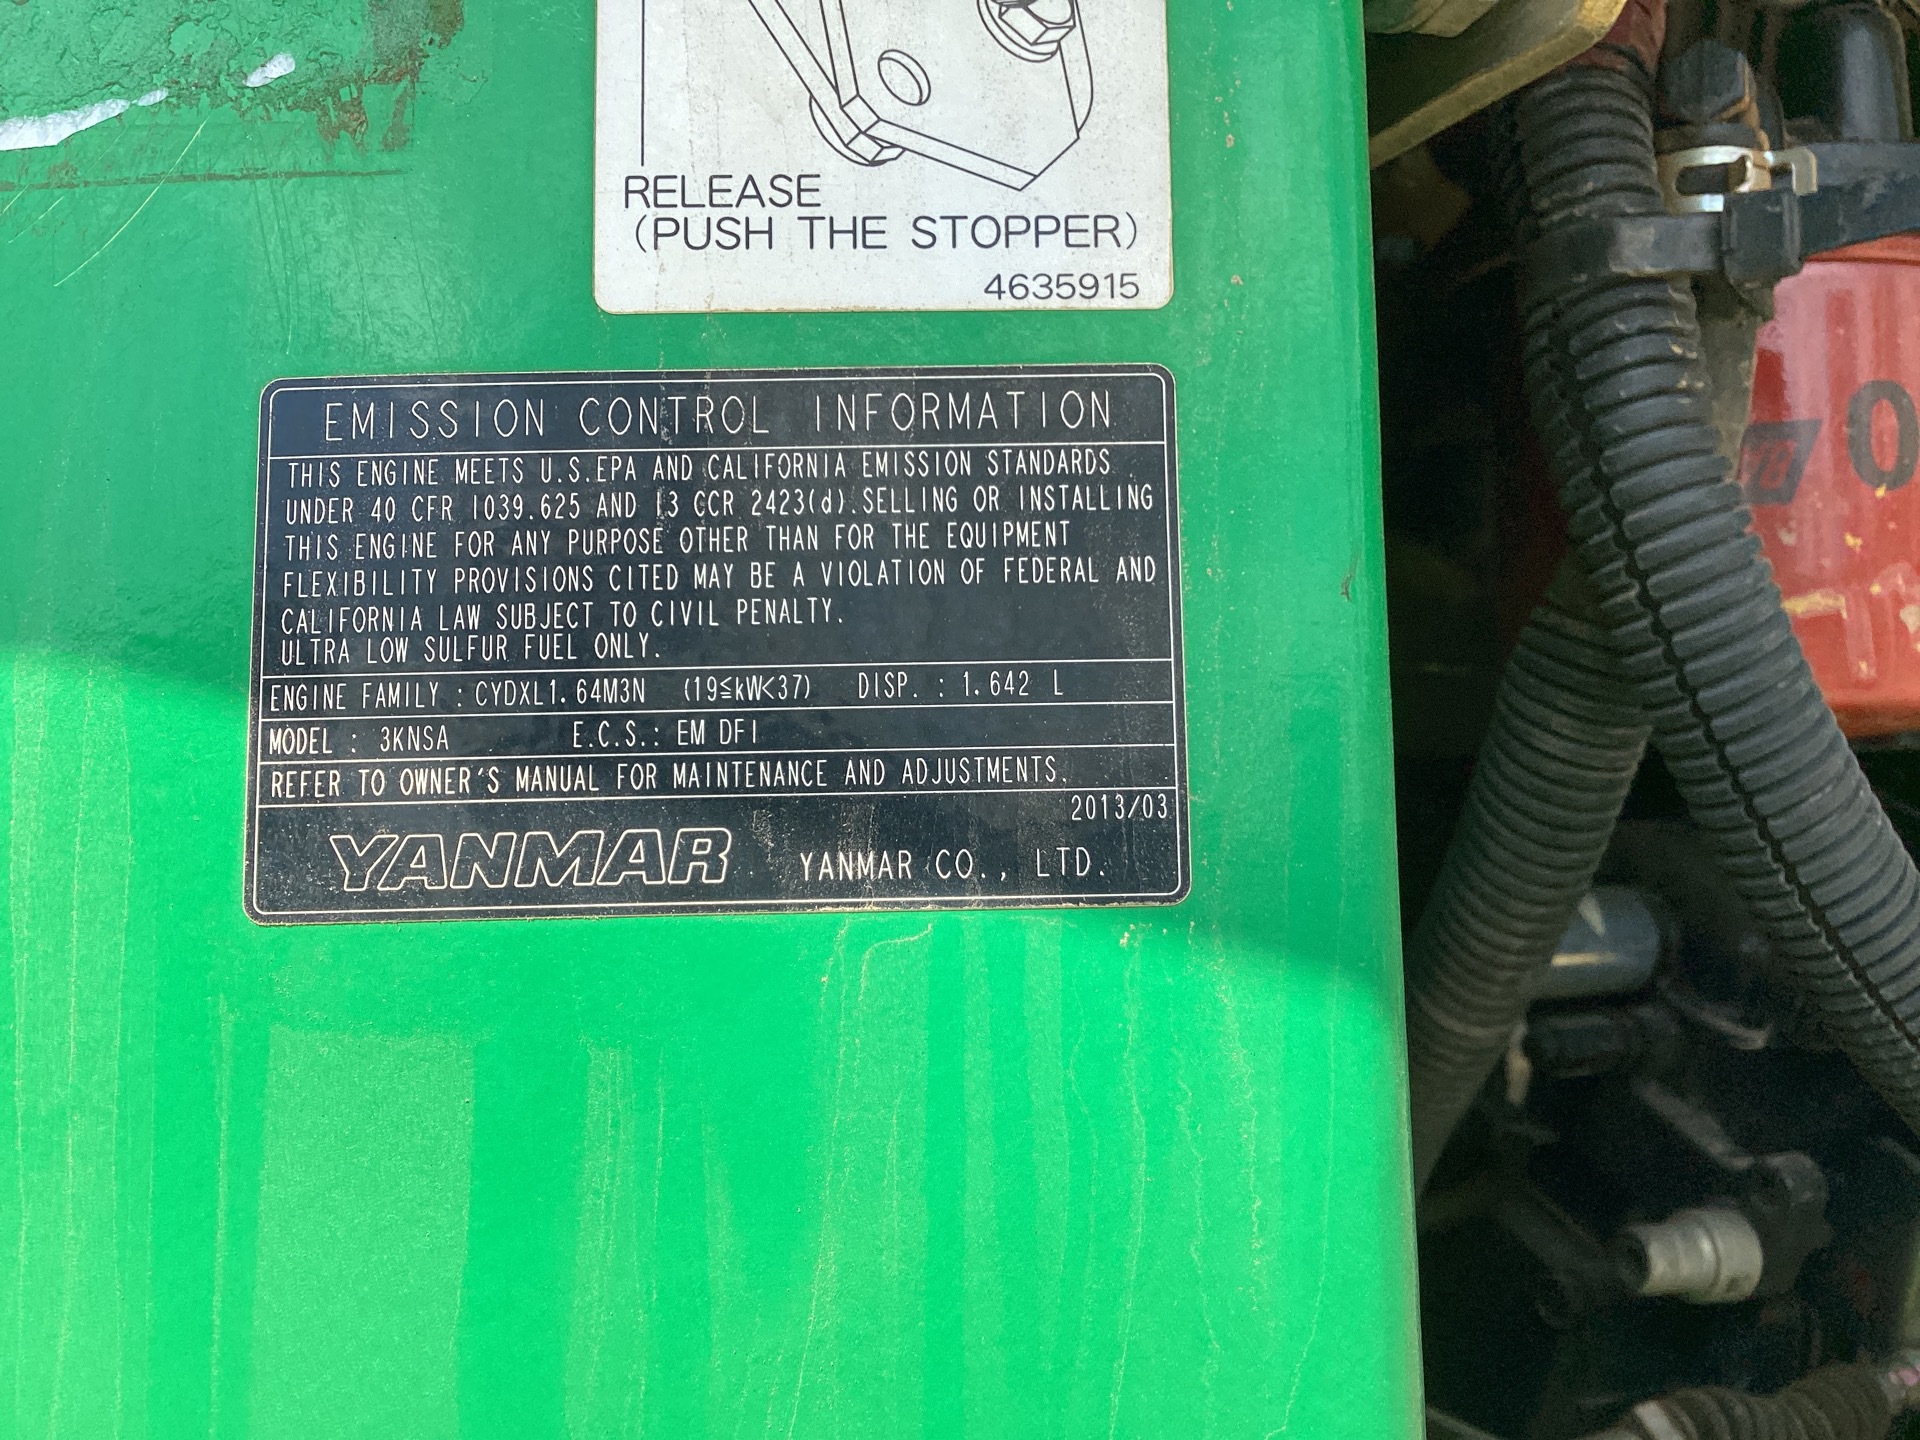 RELEASE
(PUSH THE STOPPER)
4635915
EMISSION CONTROL INFORMATION
THIS ENGINE MEETS U.S.EPA AND CALIFORNIA EMISSION STANDARDS
UNDER 40 CFR 1039.625 AND 13 CCR 2423(d).SELLING OR INSTALLING
THIS ENGINE FOR ANY PURPOSE OTHER THAN FOR THE EQUIPMENT
FLEXIBILITY PROVISIONS CITED MAY BE A VIOLATION OF FEDERAL AND
CALIFORNIA LAW SUBJECT TO CIVIL PENALTY.
ULTRA LOW SULFUR FUEL ONLY.
ENGINE FAMILY : CYDXL1.64M3N (19≦kW<37) DISP. : 1.642 L
MODEL : 3KNSA E.C.S.: EM DFI
REFER TO OWNER'S MANUAL FOR MAINTENANCE AND ADJUSTMENTS.
2013/03
YANMAR YANMAR CO., LTD.